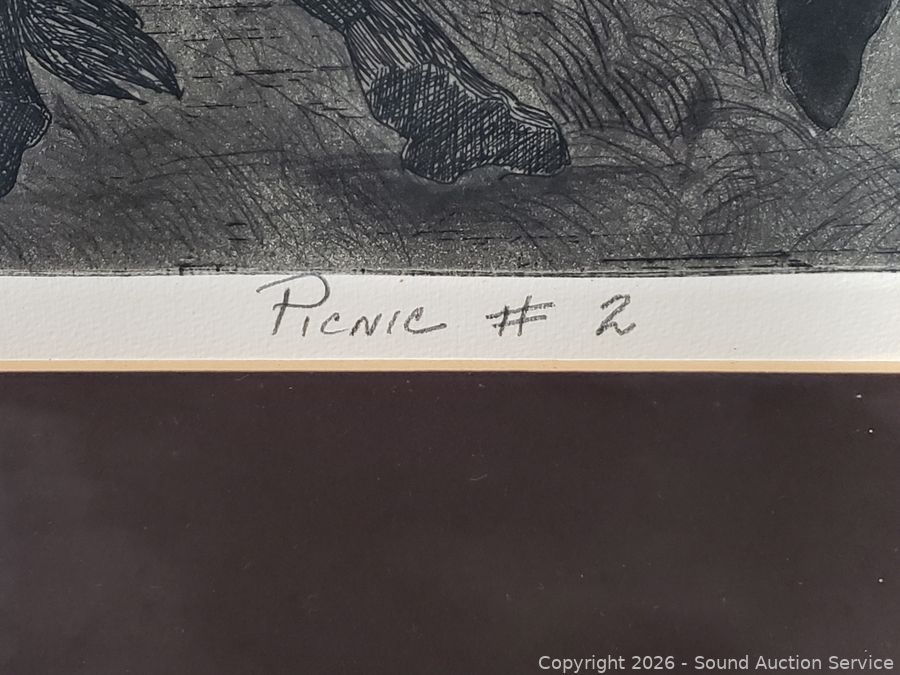 Picnic # 2
Copyright 2026 - Sound Auction Service